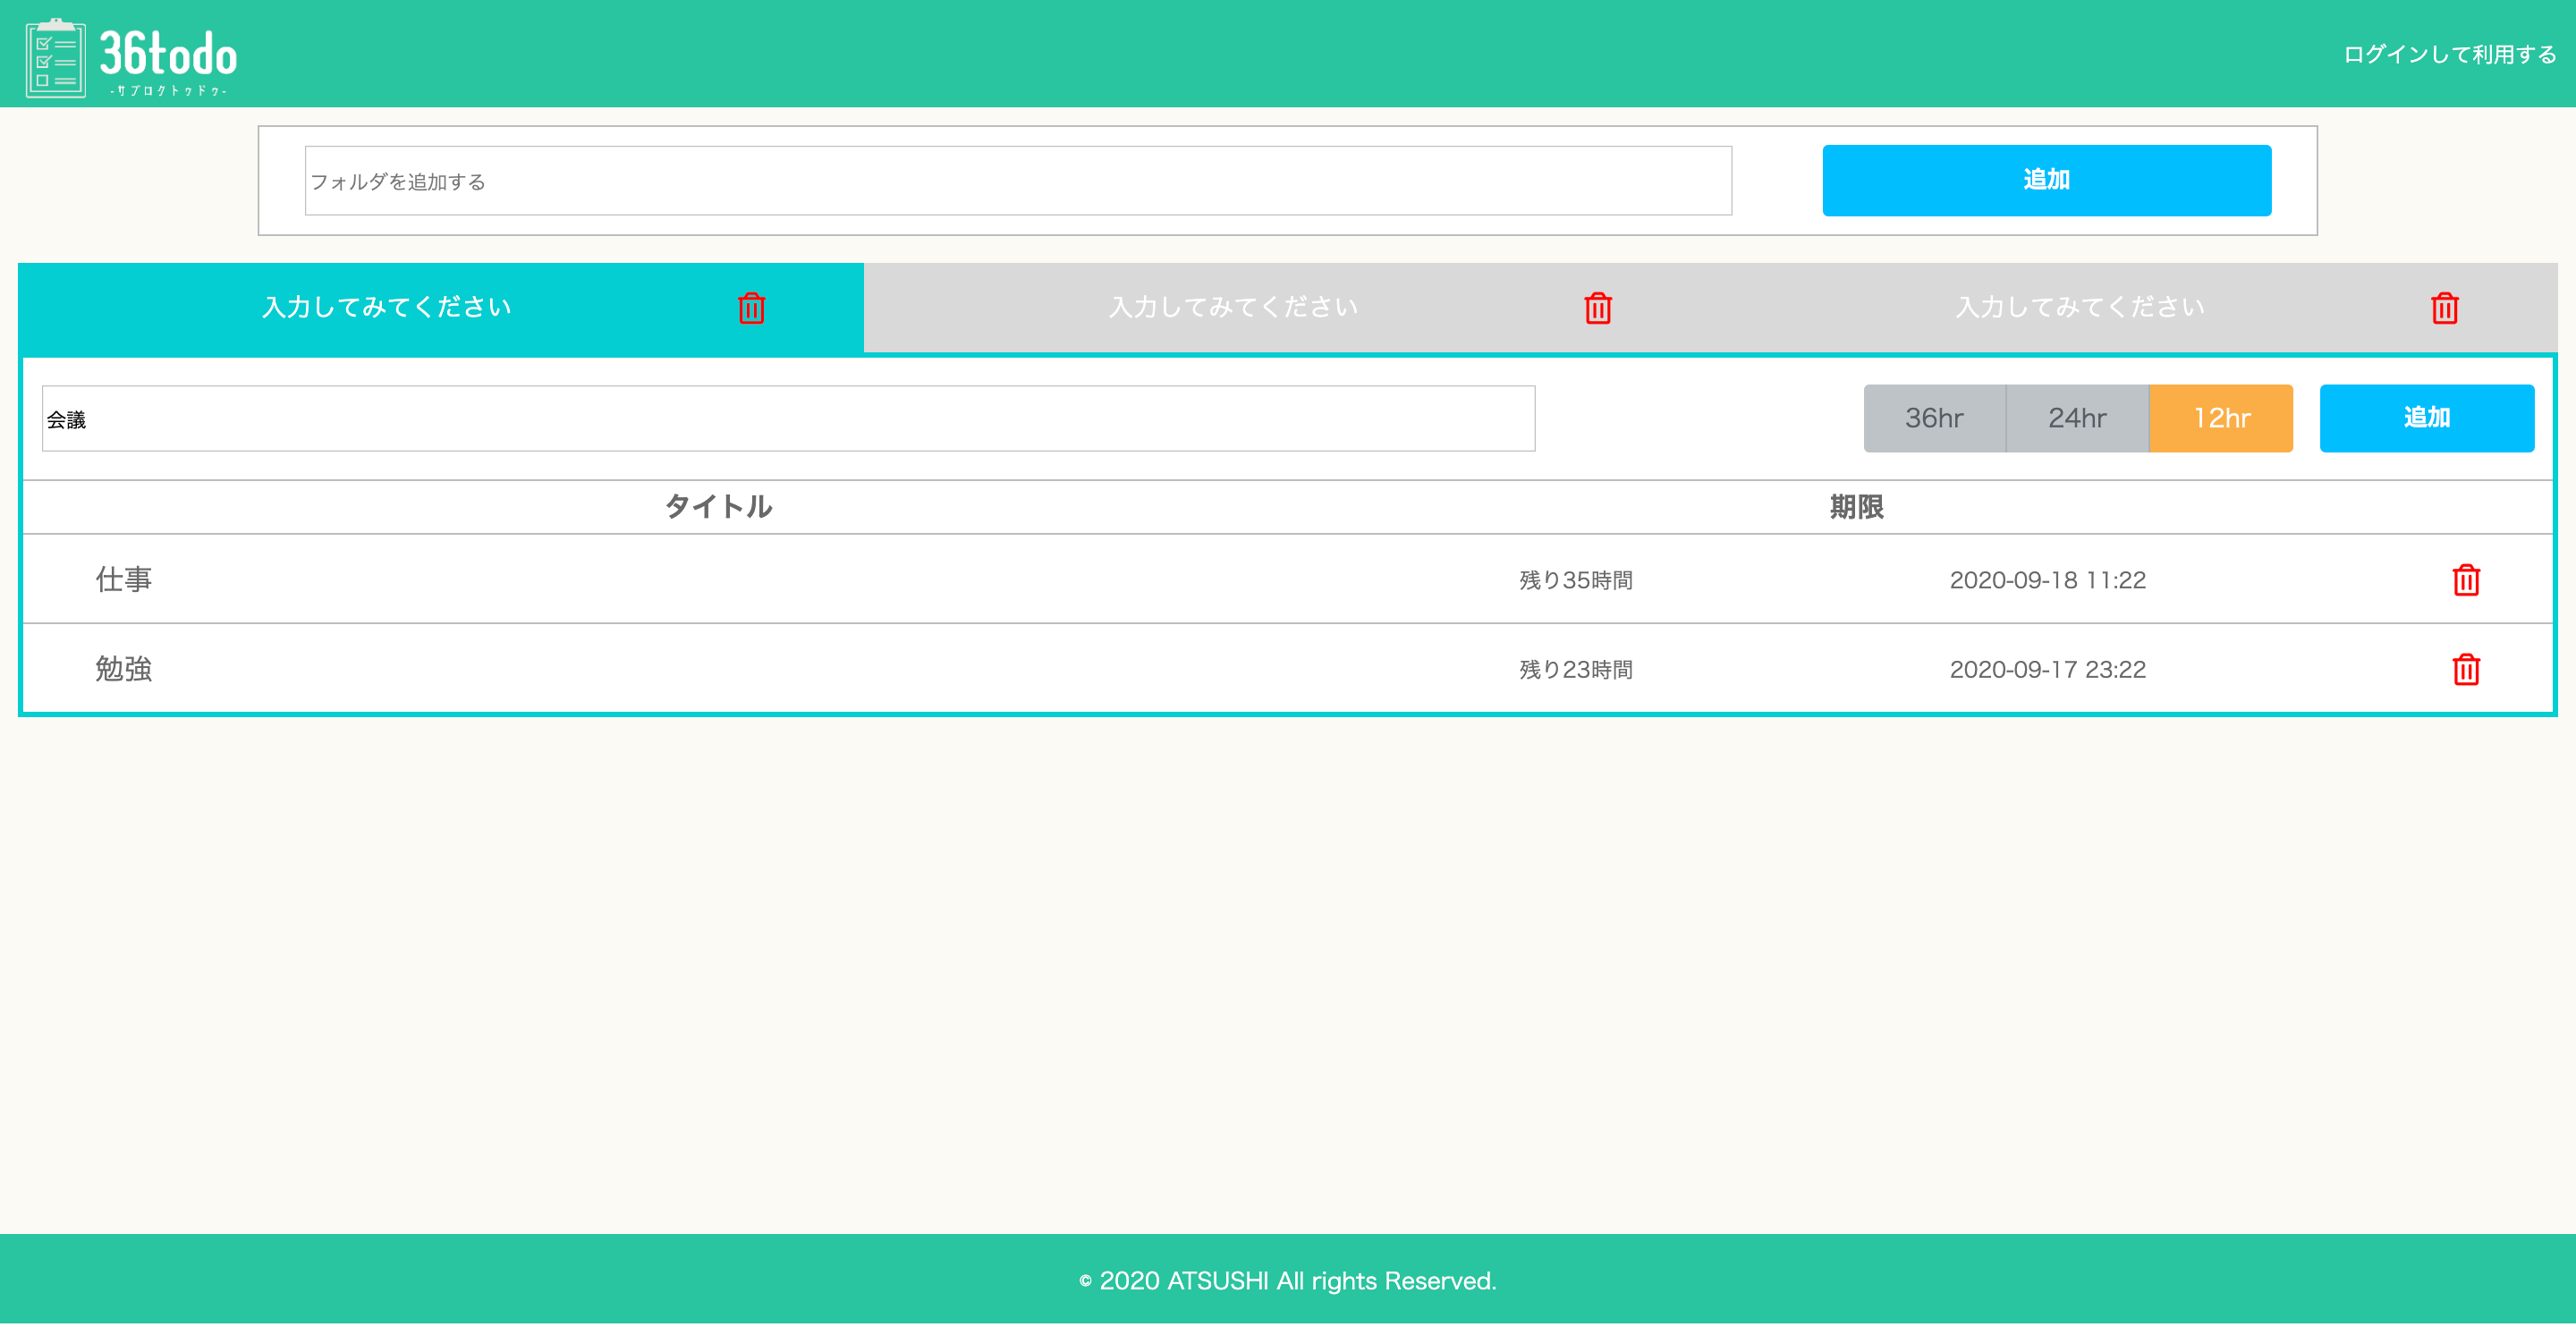 36todo
-サブロクトゥドゥ-
ログインして利用する
フォルダを追加する
追加
入力してみてください
入力してみてください
入力してみてください
会議
36hr
24hr
12hr
追加
タイトル
期限
仕事
残り35時間
2020-09-18 11:22
勉強
残り23時間
2020-09-17 23:22
© 2020 ATSUSHI All rights Reserved.